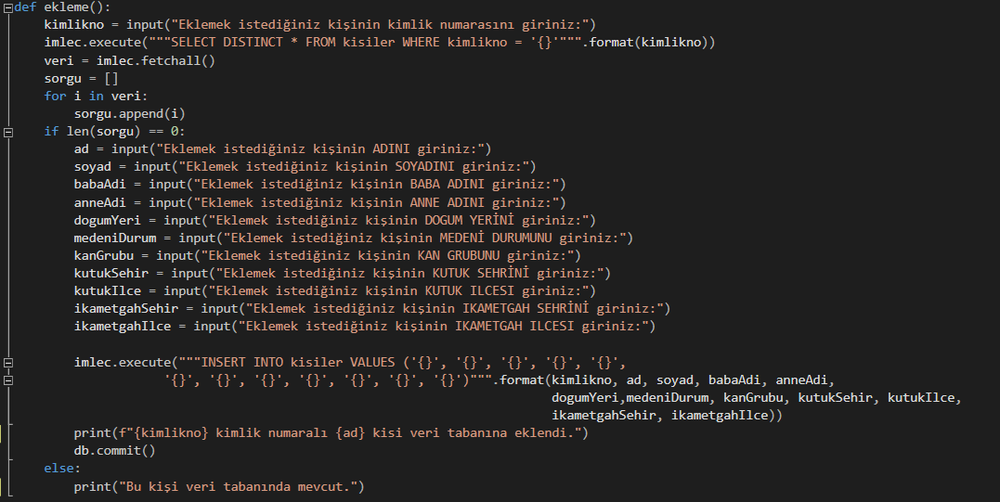 def ekleme():
    kimlikno = input("Eklemek istediğiniz kişinin kimlik numarasını giriniz:")
    imlec.execute("""SELECT DISTINCT * FROM kisiler WHERE kimlikno = '{}'""".format(kimlikno))
    veri = imlec.fetchall()
    sorgu = []
    for i in veri:
        sorgu.append(i)
    if len(sorgu) == 0:
        ad = input("Eklemek istediğiniz kişinin ADINI giriniz:")
        soyad = input("Eklemek istediğiniz kişinin SOYADINI giriniz:")
        babaAdi = input("Eklemek istediğiniz kişinin BABA ADINI giriniz:")
        anneAdi = input("Eklemek istediğiniz kişinin ANNE ADINI giriniz:")
        dogumYeri = input("Eklemek istediğiniz kişinin DOGUM YERİNİ giriniz:")
        medeniDurum = input("Eklemek istediğiniz kişinin MEDENİ DURUMUNU giriniz:")
        kanGrubu = input("Eklemek istediğiniz kişinin KAN GRUBUNU giriniz:")
        kutukSehir = input("Eklemek istediğiniz kişinin KUTUK SEHRİNİ giriniz:")
        kutukIlce = input("Eklemek istediğiniz kişinin KUTUK ILCESI giriniz:")
        ikametgahSehir = input("Eklemek istediğiniz kişinin IKAMETGAH SEHRİNİ giriniz:")
        ikametgahIlce = input("Eklemek istediğiniz kişinin IKAMETGAH ILCESI giriniz:")
        imlec.execute("""INSERT INTO kisiler VALUES ('{}', '{}', '{}', '{}', '{}',
                    '{}', '{}', '{}', '{}', '{}', '{}', '{}')""".format(kimlikno, ad, soyad, babaAdi, anneAdi,
                                                                        dogumYeri,medeniDurum, kanGrubu, kutukSehir, kutukIlce,
                                                                        ikametgahSehir, ikametgahIlce))
        print(f"{kimlikno} kimlik numaralı {ad} kisi veri tabanına eklendi.")
        db.commit()
    else:
        print("Bu kişi veri tabanında mevcut.")